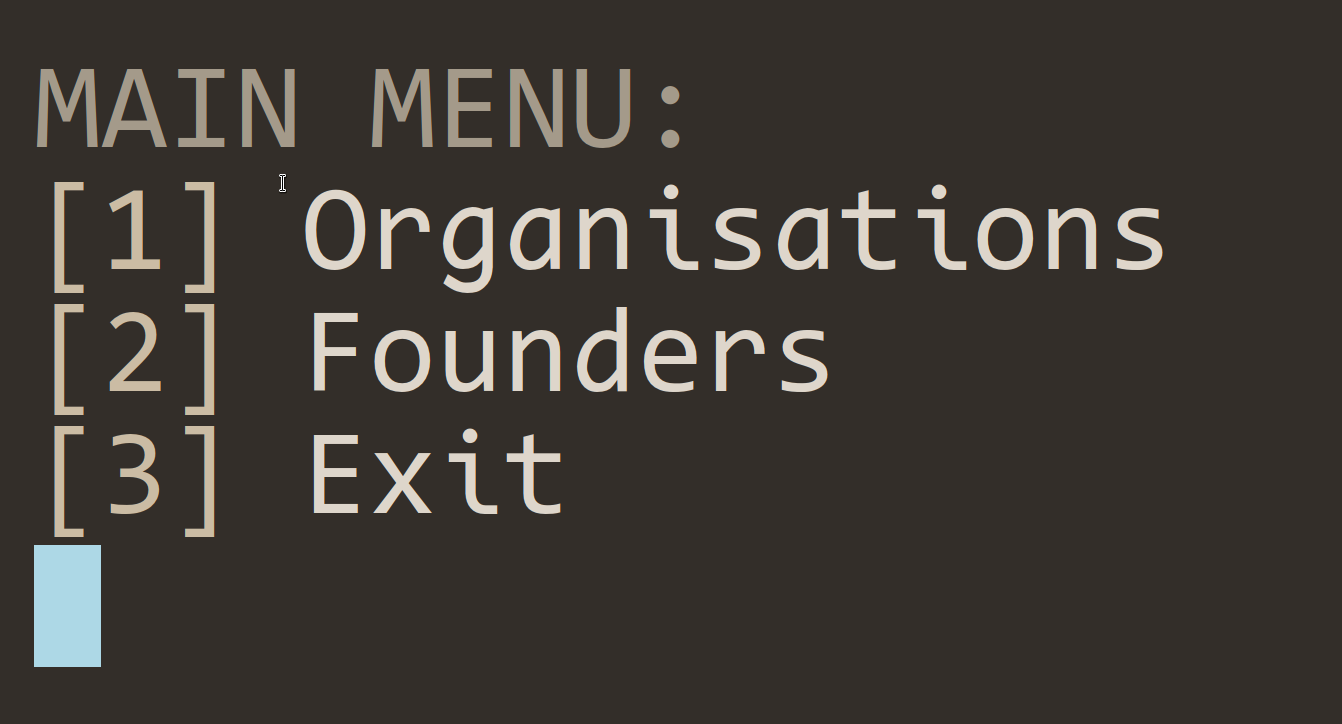 MAIN MENU:
[1] Organisations
[2] Founders
[3] Exit